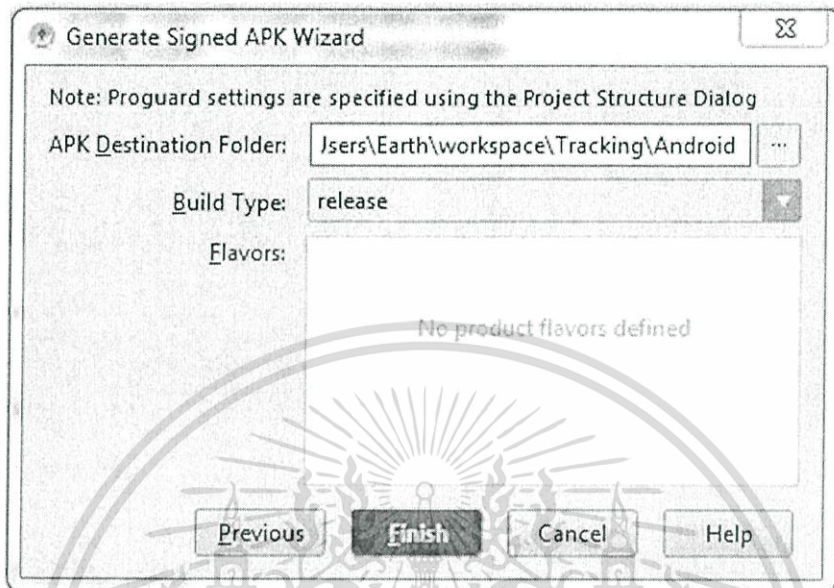 Generate Signed APK Wizard
Note: Proguard settings are specified using the Project Structure Dialog
APK Destination Folder: Jsers\Earth\workspace\Tracking\Android ...
Build Type: release
Flavors:
No product flavors defined
Previous Finish Cancel Help